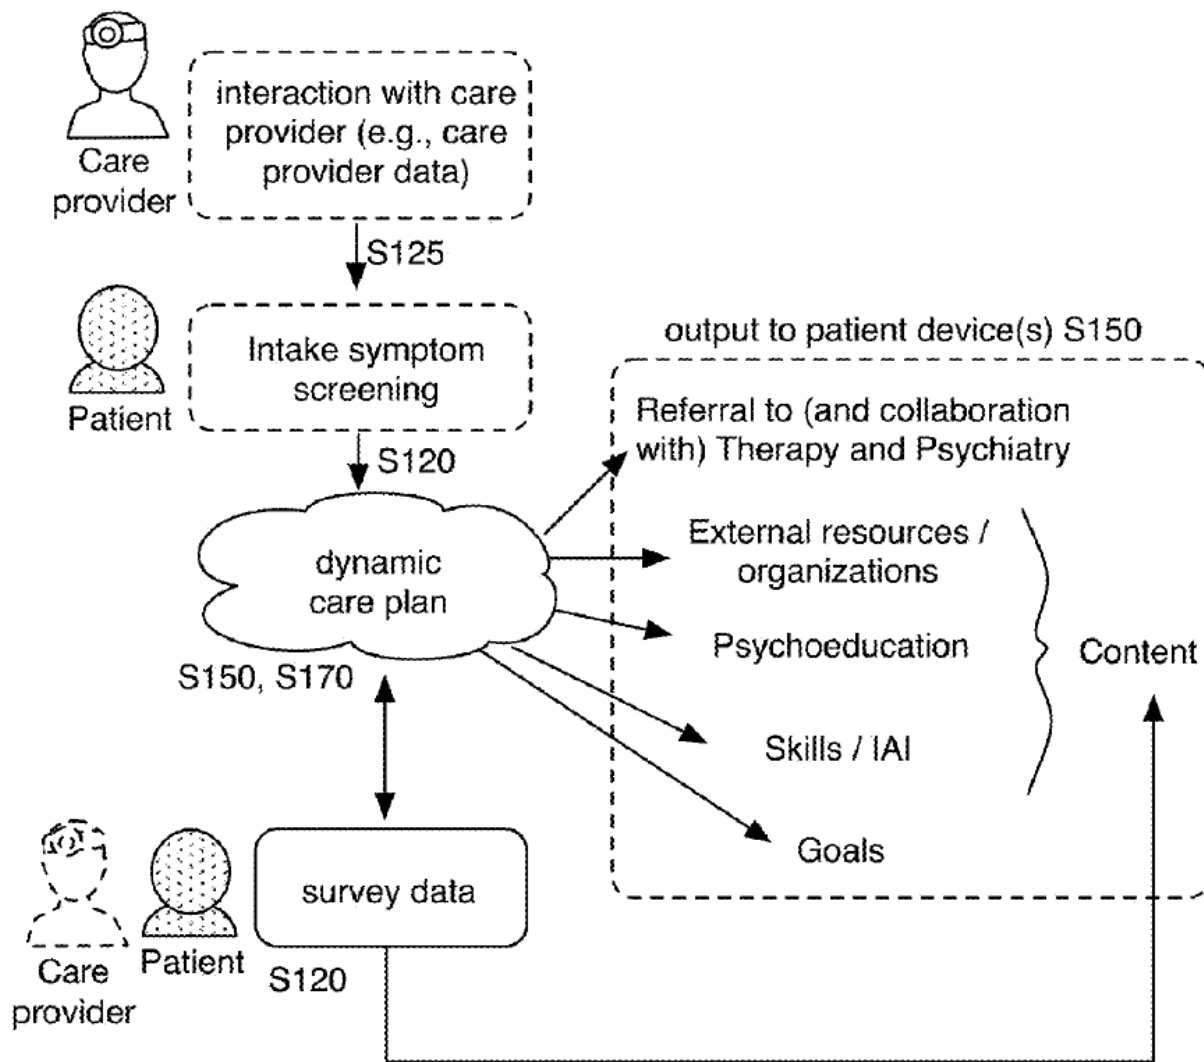 interaction with care
provider (e.g., care
provider data)
Care
provider
S125
Intake symptom
screening
Patient
S120
output to patient device(s) S150
Referral to (and collaboration
with) Therapy and Psychiatry
External resources /
organizations
Psychoeducation
Content
Skills / IAI
Goals
dynamic
care plan
S150, S170
survey data
Care
provider
Patient
S120